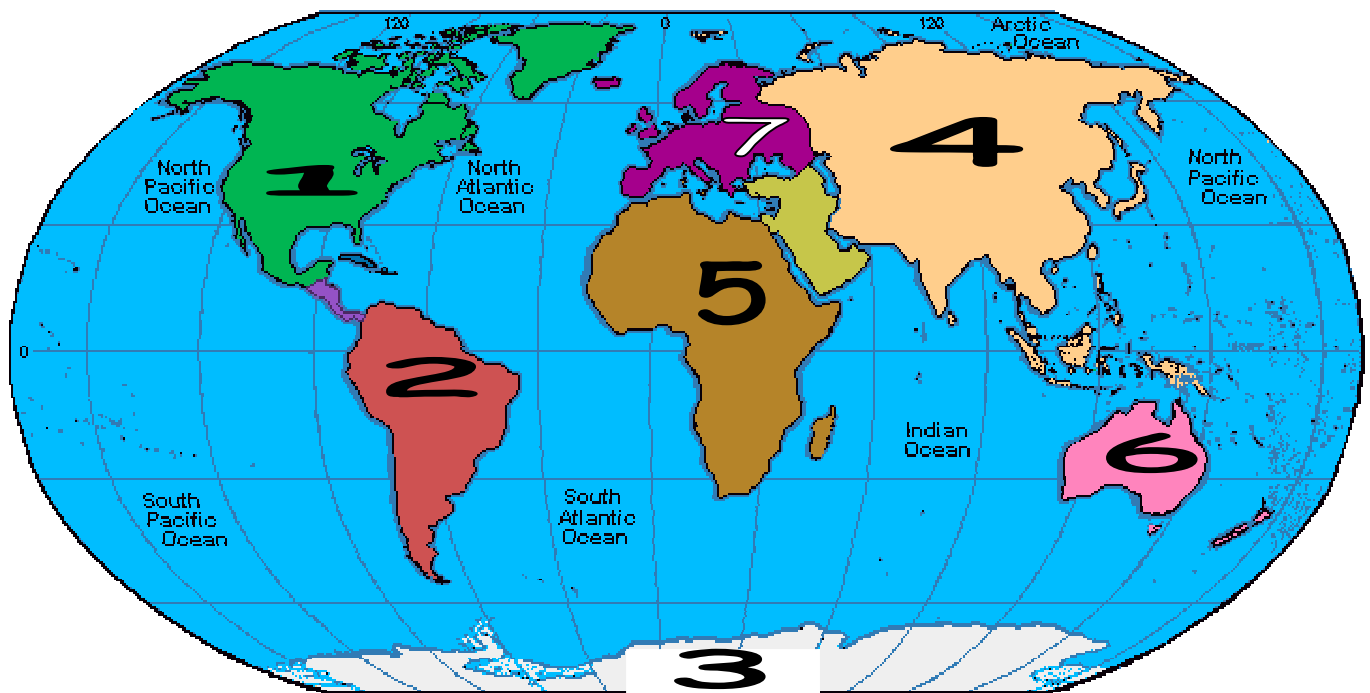 120
0
120
Arctic
Ocean
7
4
North
Pacific
Ocean
1
North
Atlantic
Ocean
North
Pacific
Ocean
5
0
2
6
Indian
Ocean
South
Pacific
Ocean
South
Atlantic
Ocean
3